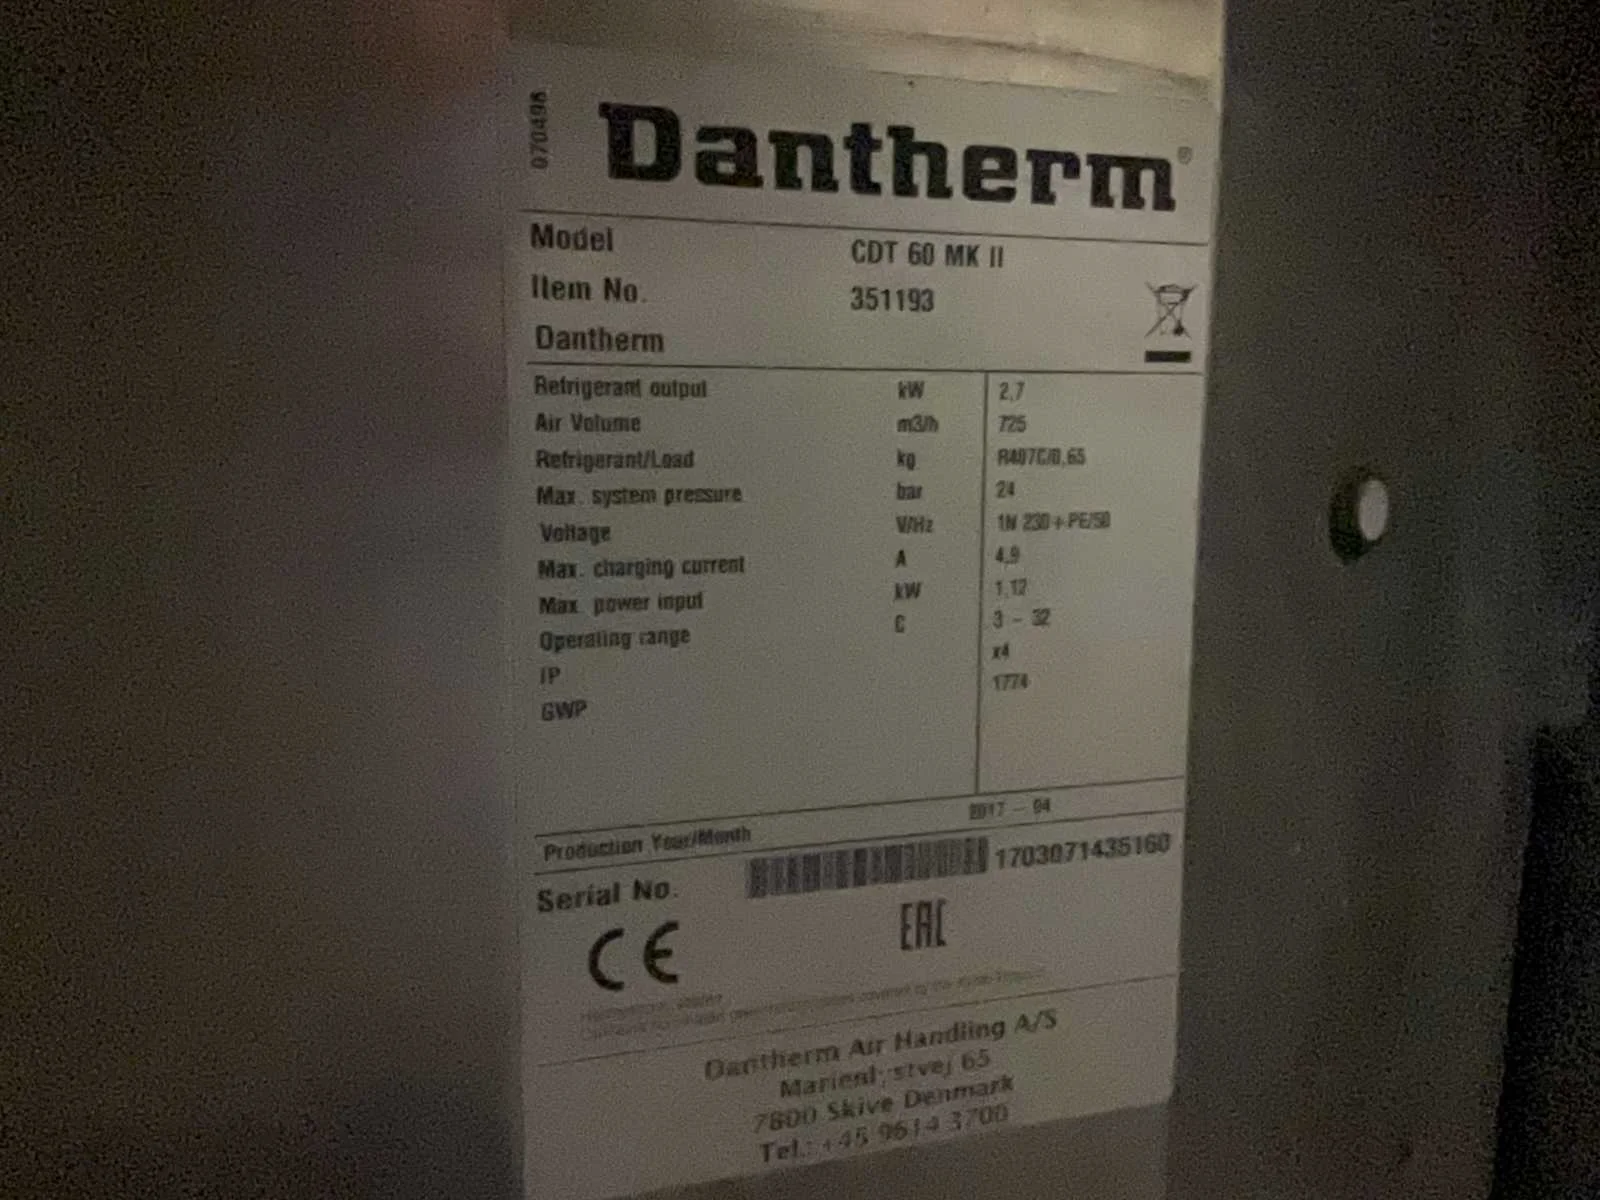 070496
Dantherm®
Model CDT 60 MK II
Item No. 351193
Dantherm
Refrigerant output kW 2,7
Air Volume m3/h 725
Refrigerant/Load kg R407C/0,65
Max. system pressure bar 24
Voltage V/Hz 1N 230+PE/50
Max. charging current A 4,9
Max. power input kW 1,12
Operating range C 3 - 32
IP x4
GWP 1774
Production Year/Month 2017 - 04
Serial No. 1703071435160
CE EAC
Dantherm Air Handling A/S
Marienlystvej 65
7800 Skive Denmark
Tel.: +45 9614 3700